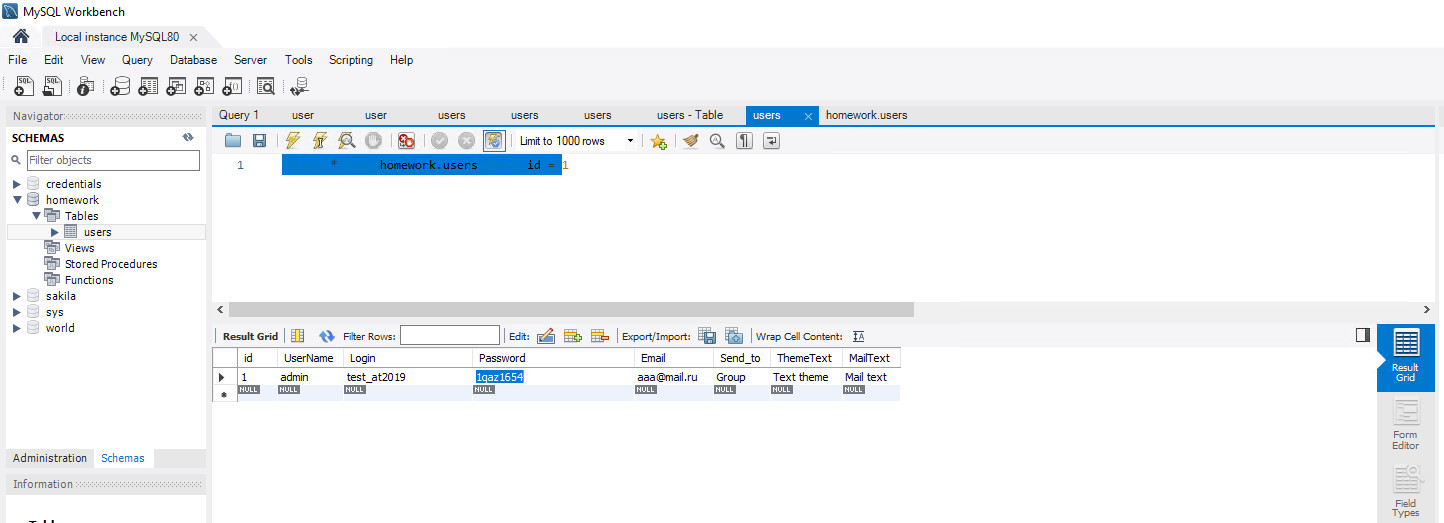 MySQL Workbench
Local instance MySQL80
File Edit View Query Database Server Tools Scripting Help
Navigator
SCHEMAS
Filter objects
credentials
homework
Tables
users
Views
Stored Procedures
Functions
sakila
sys
world
Administration Schemas
Information
Query 1 user user users users users users - Table users homework.users
Limit to 1000 rows
1 * homework.users id = 1
Result Grid Filter Rows: Edit: Export/Import: Wrap Cell Content:
id UserName Login Password Email Send_to ThemeText MailText
1 admin test_at2019 1qaz1654 aaa@mail.ru Group Text theme Mail text
NULL NULL NULL NULL NULL NULL NULL NULL
Result
Grid
Form
Editor
Field
Types